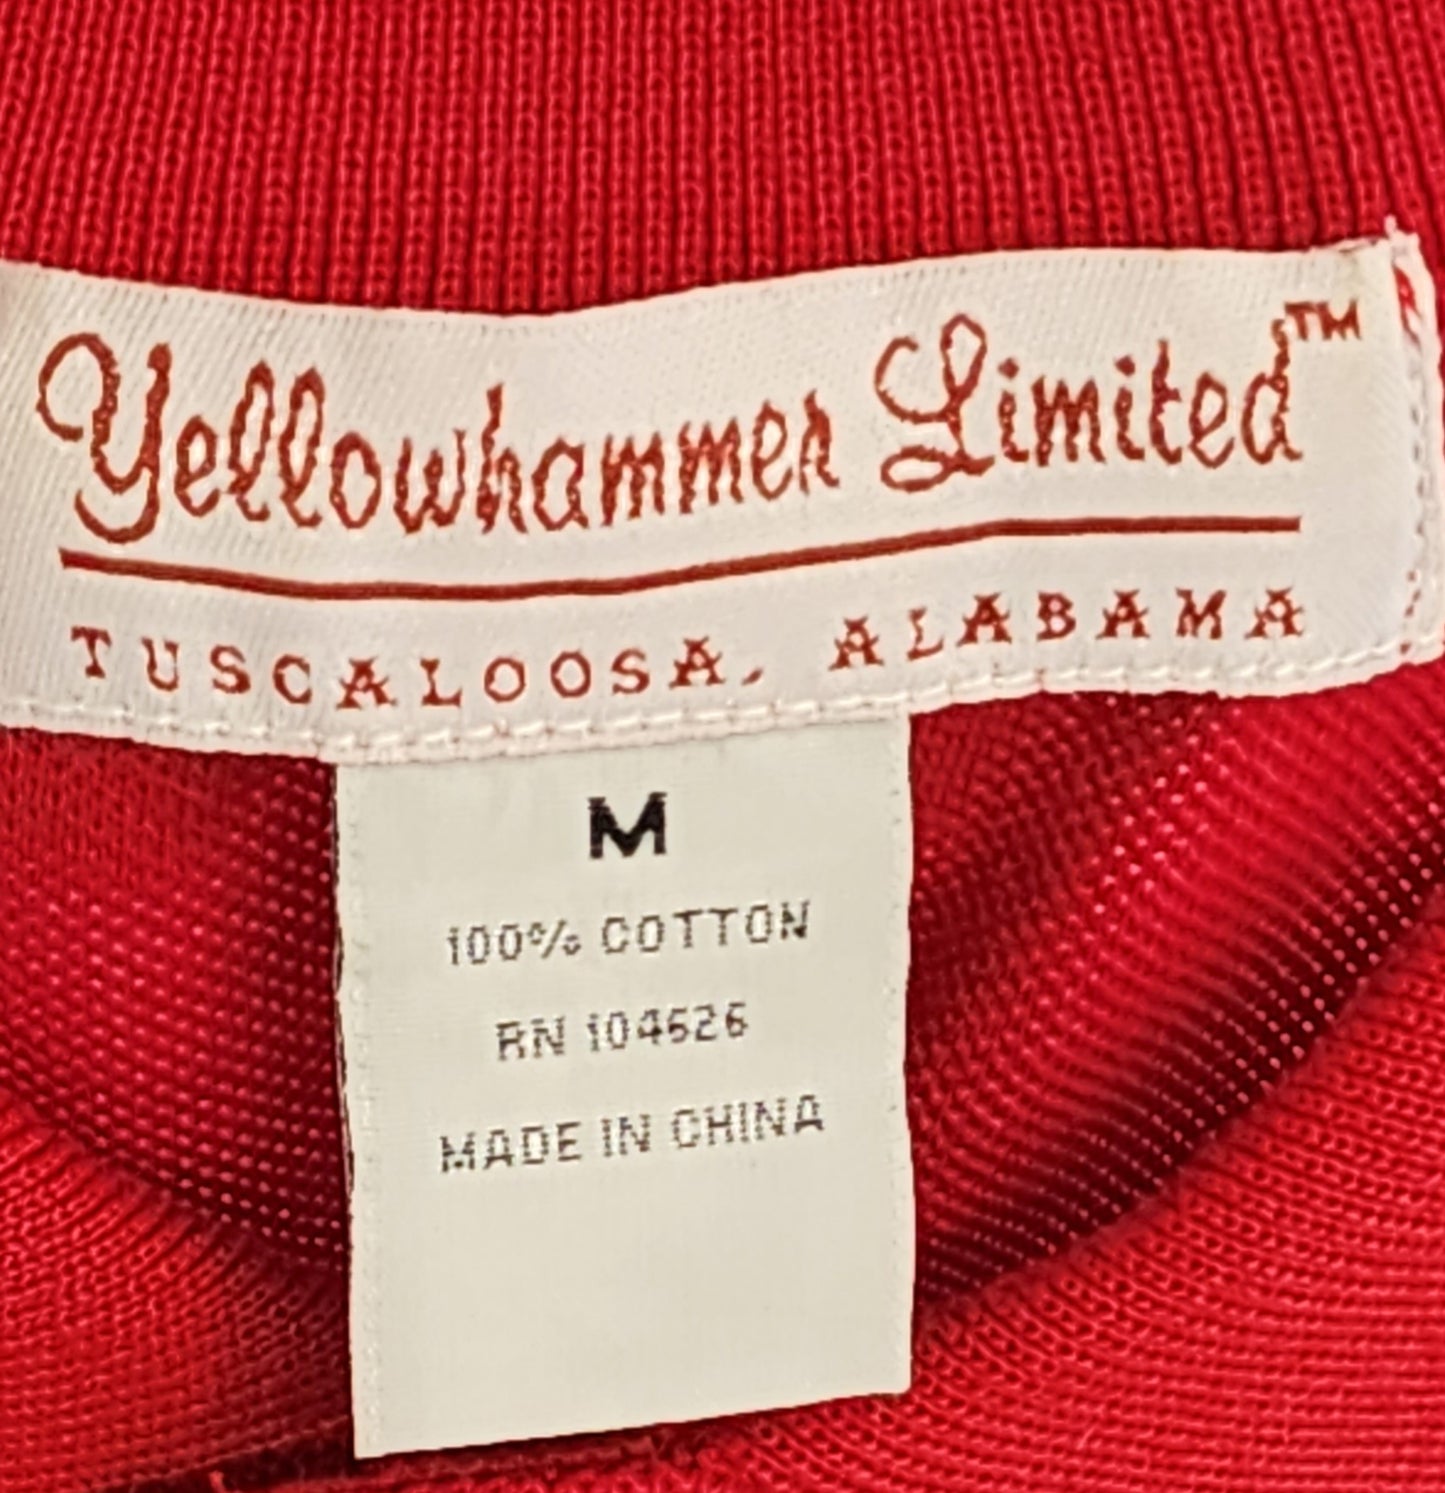 Yellowhammer Limited™
TUSCALOOSA, ALABAMA
M
100% COTTON
RN 104626
MADE IN CHINA